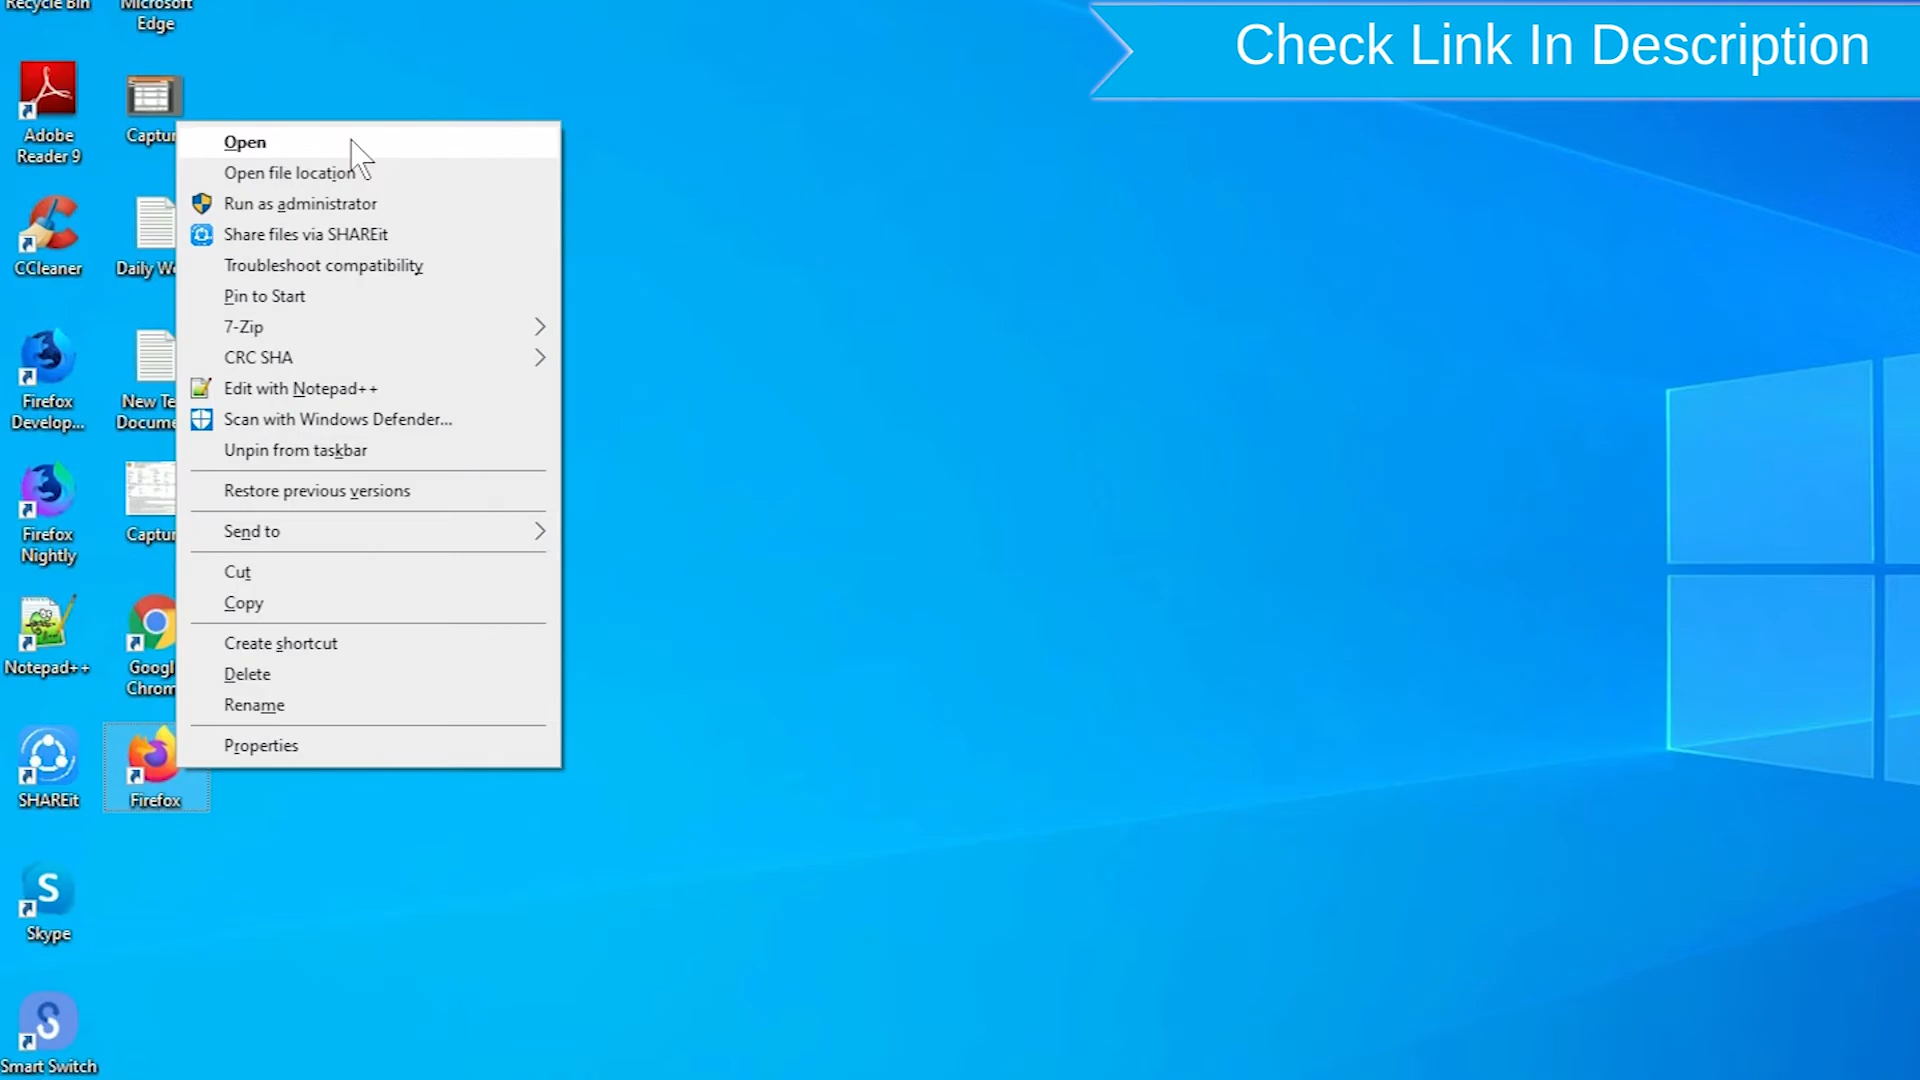 Recycle Bin
Microsoft
Edge
Check Link In Description
Adobe
Reader 9
Captur
CCleaner
Daily W
Firefox
Develop...
New Te
Docume
Firefox
Nightly
Captur
Notepad++
Googl
Chrom
SHAREit
Firefox
Skype
S
Smart Switch
S
Open
Open file location
Run as administrator
Share files via SHAREit
Troubleshoot compatibility
Pin to Start
7-Zip
CRC SHA
Edit with Notepad++
Scan with Windows Defender...
Unpin from taskbar
Restore previous versions
Send to
Cut
Copy
Create shortcut
Delete
Rename
Properties